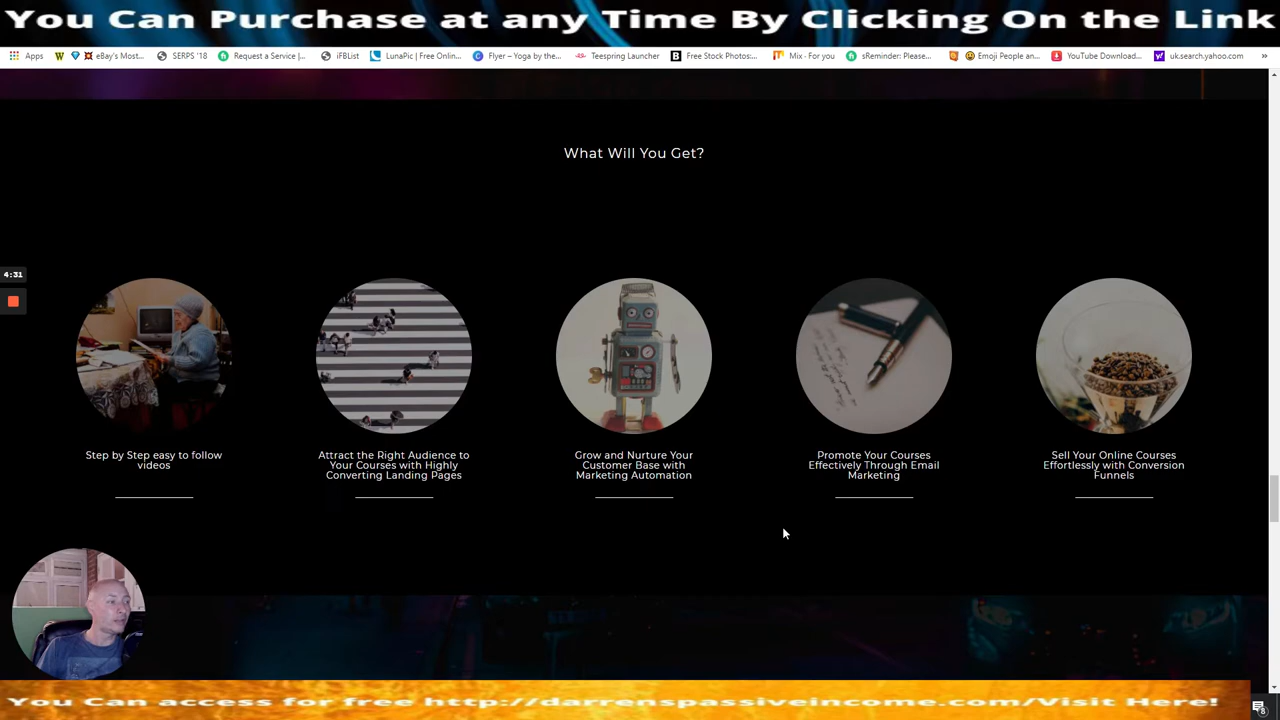 You Can Purchase at any Time By Clicking On the Link
Apps
eBay's Most...
SERPS '18
Request a Service |...
iFBList
LunaPic | Free Onlin...
Flyer – Yoga by the...
Teespring Launcher
Free Stock Photos:...
Mix · For you
sReminder: Please...
Emoji People an...
YouTube Download...
uk.search.yahoo.com
»
What Will You Get?
4:31
Step by Step easy to follow
videos
Attract the Right Audience to
Your Courses with Highly
Converting Landing Pages
Grow and Nurture Your
Customer Base with
Marketing Automation
Promote Your Courses
Effectively Through Email
Marketing
Sell Your Online Courses
Effortlessly with Conversion
Funnels
You Can access for free http://darrenspassiveincome.com/Visit Here!
8